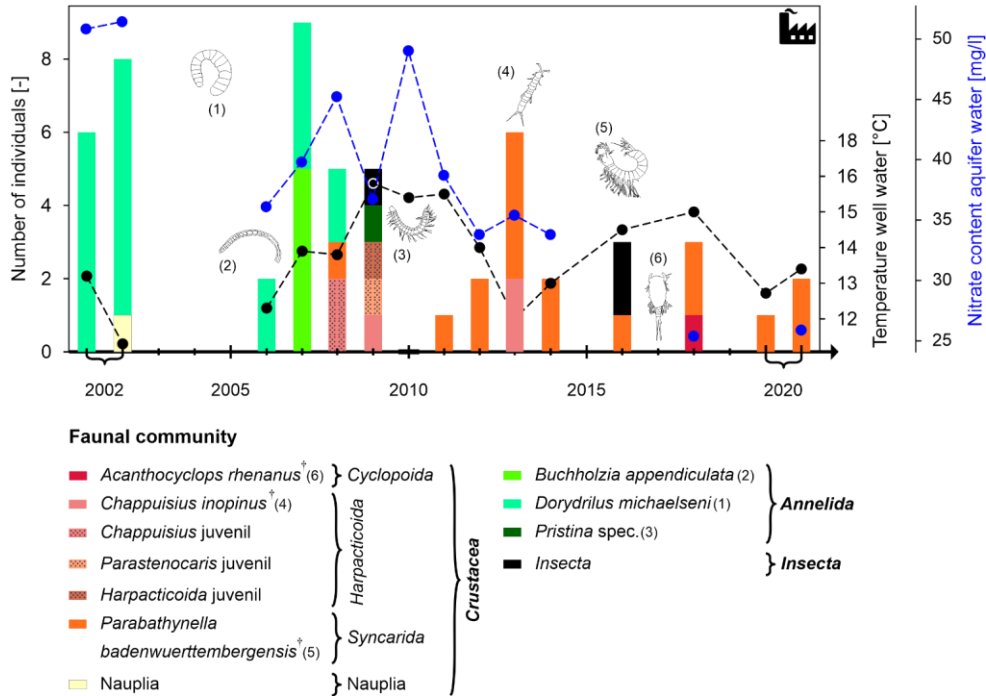 Number of individuals [-]
8
6
4
2
0
(1)
(2)
(3)
(4)
(5)
(6)
18
16
15
14
13
12
Temperature well water [°C]
50
45
40
35
30
25
Nitrate content aquifer water [mg/l]
2002
2005
2010
2015
2020
Faunal community
Acanthocyclops rhenanus†(6)
Cyclopoida
Chappuisius inopinus†(4)
Chappuisius juvenil
Parastenocaris juvenil
Harpacticoida juvenil
Harpacticoida
Parabathynella
badenwuerttembergensis†(5)
Syncarida
Nauplia
Nauplia
Crustacea
Buchholzia appendiculata (2)
Dorydrilus michaelseni (1)
Pristina spec.(3)
Annelida
Insecta
Insecta